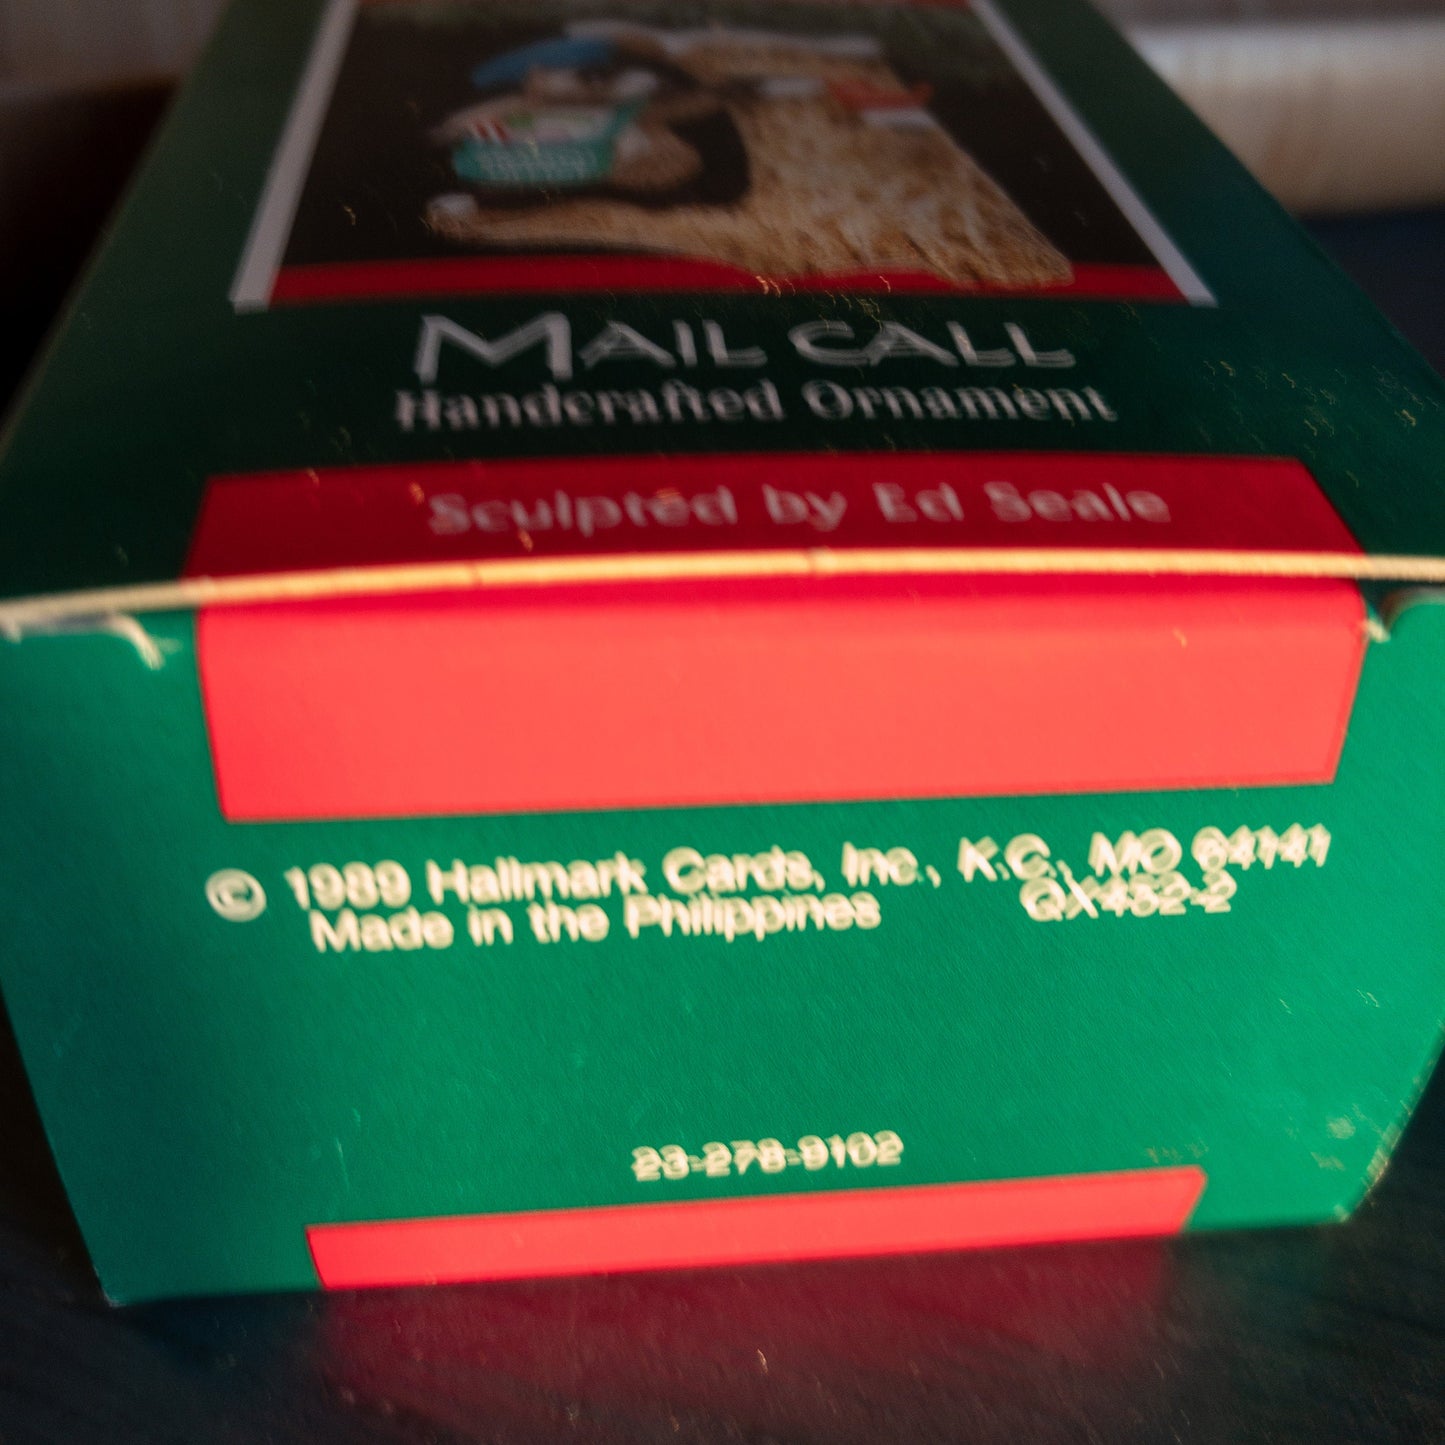 MAIL CALL
Handcrafted Ornament
Sculpted by Ed Seale
© 1989 Hallmark Cards, Inc., K.C., MO 64141
Made in the Philippines QX452-2
23-278-9102